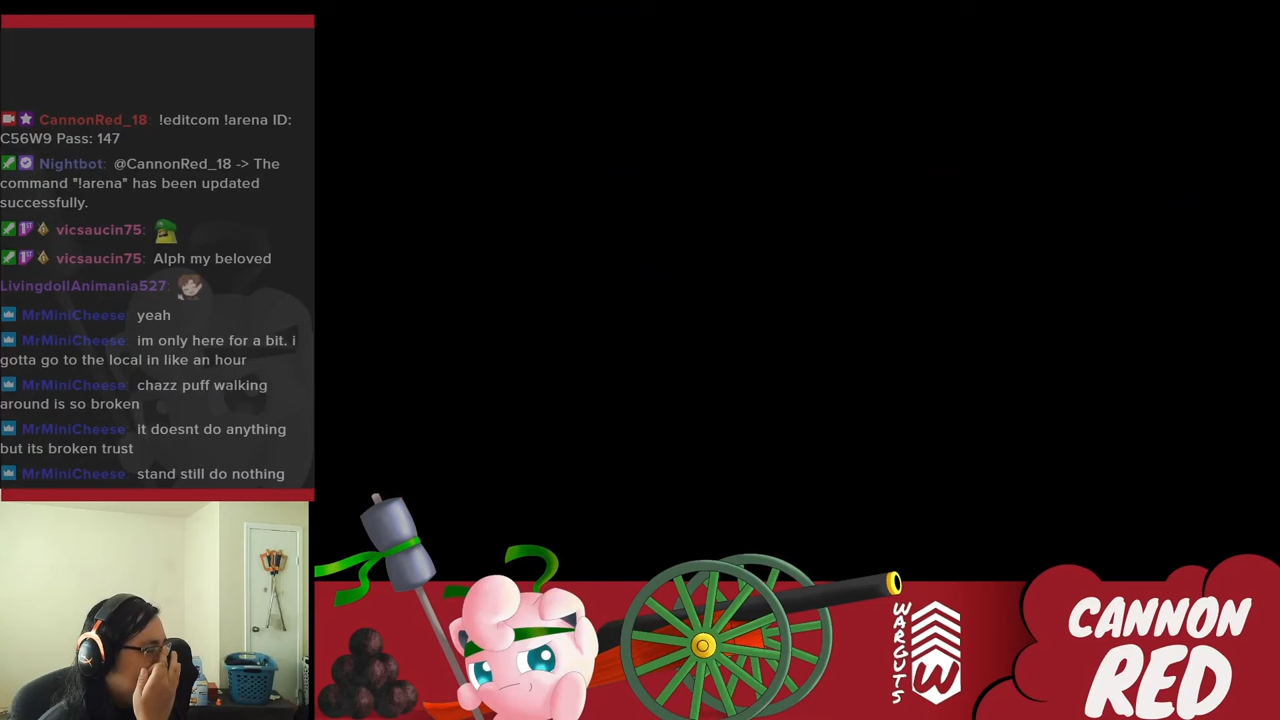 CannonRed_18: !editcom !arena ID:
C56W9 Pass: 147
Nightbot: @CannonRed_18 -> The
command "!arena" has been updated
successfully.
vicsaucin75:
vicsaucin75: Alph my beloved
LivingdollAnimania527:
MrMiniCheese: yeah
MrMiniCheese: im only here for a bit. i
gotta go to the local in like an hour
MrMiniCheese: chazz puff walking
around is so broken
MrMiniCheese: it doesnt do anything
but its broken trust
MrMiniCheese: stand still do nothing
WARGUTS
CANNON
RED